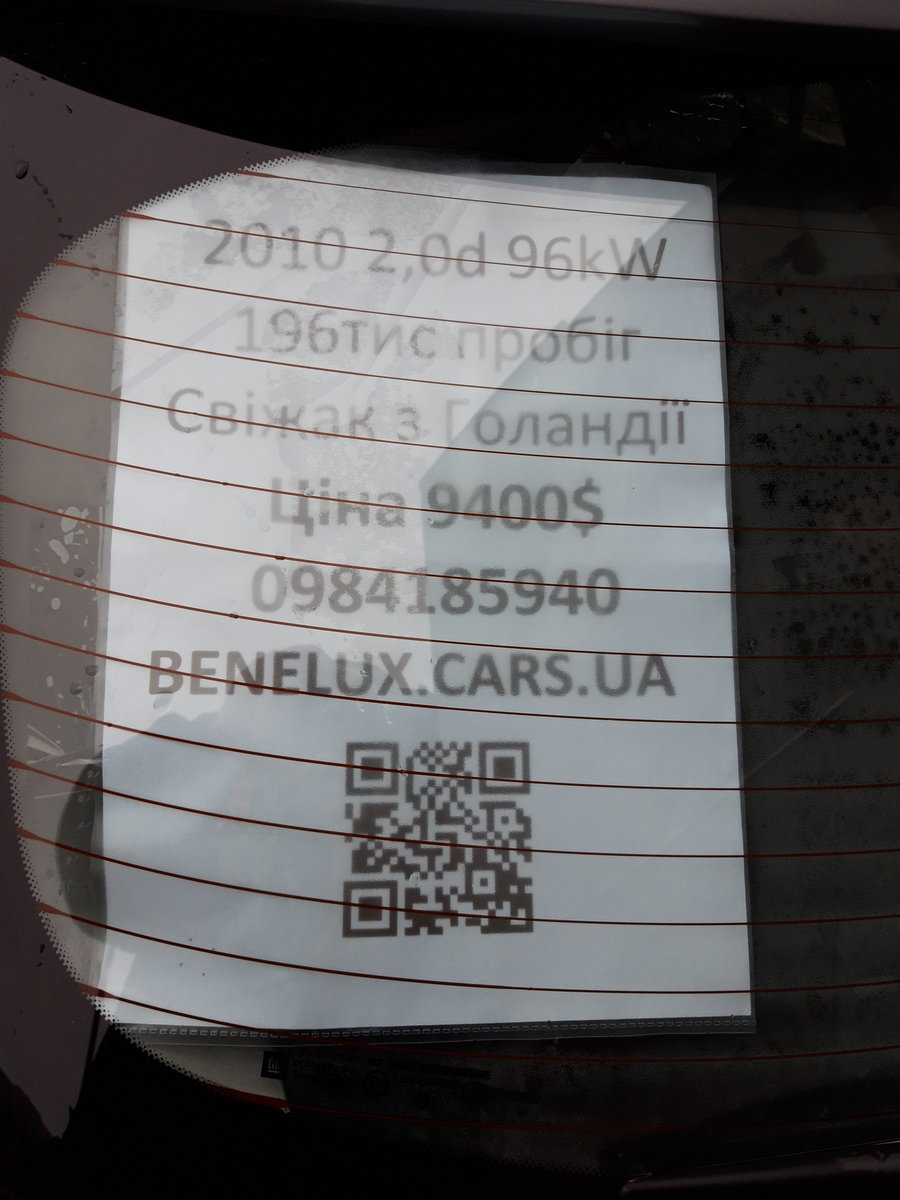 2010 2,0d 96kW
196тис пробіг
Свіжак з Голандії
Ціна 9400$
0984185940
BENELUX.CARS.UA